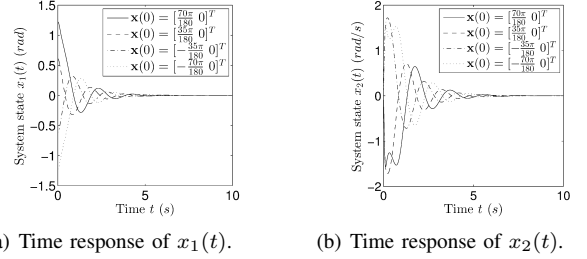 System state x₁(t) (rad)
1.5
1
0.5
0
−0.5
−1
−1.5
x(0) = [70π/180 0]ᵀ
x(0) = [35π/180 0]ᵀ
x(0) = [−35π/180 0]ᵀ
x(0) = [−70π/180 0]ᵀ
0 5 10
Time t (s)
a) Time response of x₁(t).
System state x₂(t) (rad/s)
2
1
0
−1
−2
x(0) = [70π/180 0]ᵀ
x(0) = [35π/180 0]ᵀ
x(0) = [−35π/180 0]ᵀ
x(0) = [−70π/180 0]ᵀ
0 5 10
Time t (s)
(b) Time response of x₂(t).